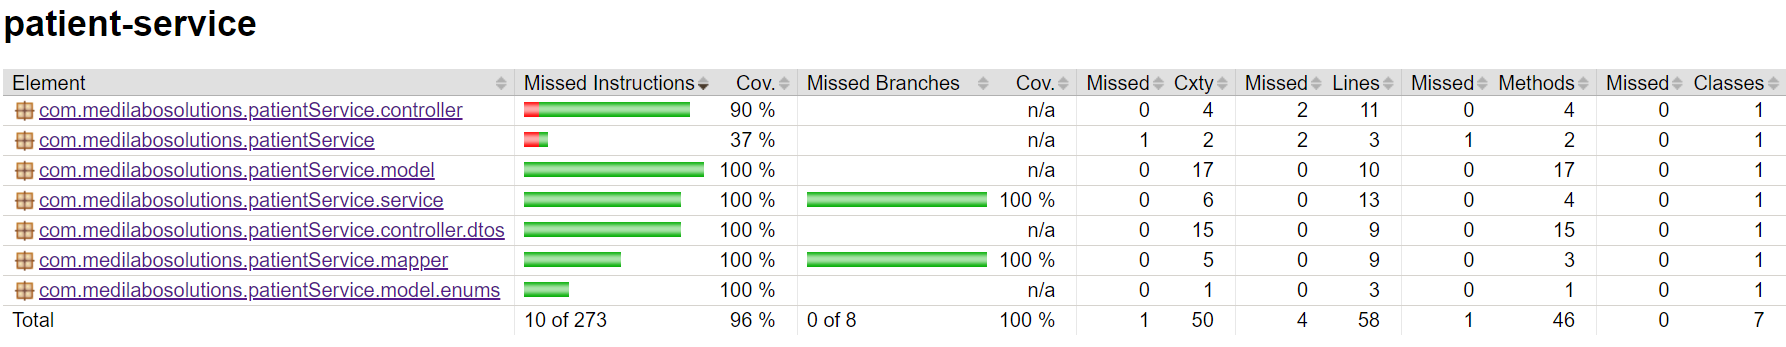 patient-service
Element Missed Instructions Cov. Missed Branches Cov. Missed Cxty Missed Lines Missed Methods Missed Classes
com.medilabosolutions.patientService.controller 90 % n/a 0 4 2 11 0 4 0 1
com.medilabosolutions.patientService 37 % n/a 1 2 2 3 1 2 0 1
com.medilabosolutions.patientService.model 100 % n/a 0 17 0 10 0 17 0 1
com.medilabosolutions.patientService.service 100 % 100 % 0 6 0 13 0 4 0 1
com.medilabosolutions.patientService.controller.dtos 100 % n/a 0 15 0 9 0 15 0 1
com.medilabosolutions.patientService.mapper 100 % 100 % 0 5 0 9 0 3 0 1
com.medilabosolutions.patientService.model.enums 100 % n/a 0 1 0 3 0 1 0 1
Total 10 of 273 96 % 0 of 8 100 % 1 50 4 58 1 46 0 7